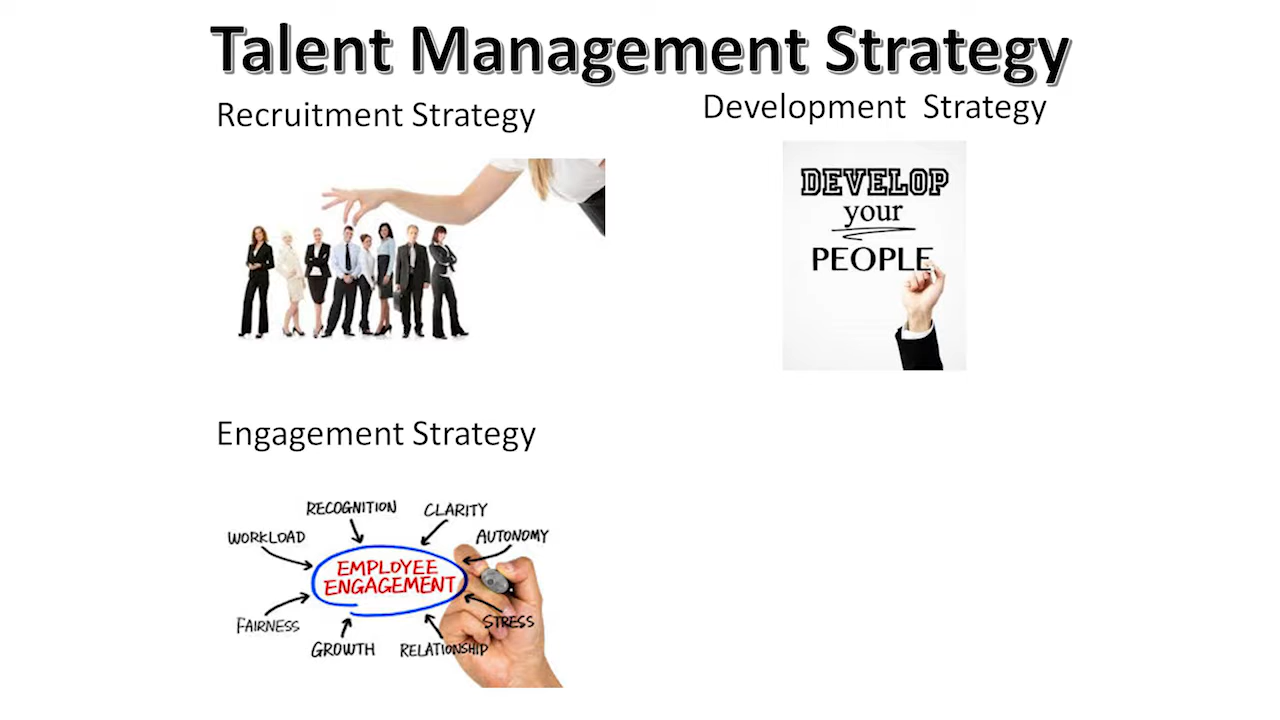 Talent Management Strategy
Recruitment Strategy
Development Strategy
DEVELOP
your
PEOPLE
Engagement Strategy
RECOGNITION
CLARITY
WORKLOAD
AUTONOMY
EMPLOYEE
ENGAGEMENT
FAIRNESS
STRESS
GROWTH
RELATIONSHIP